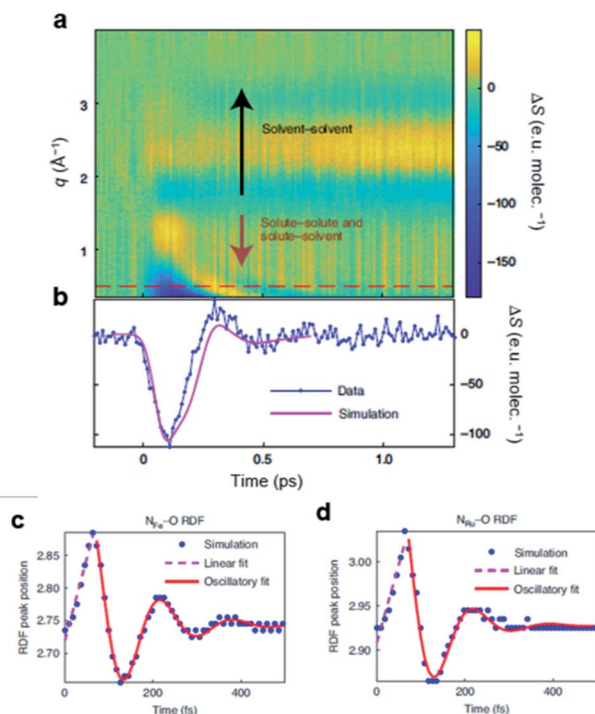 a
3
2
1
q (Å⁻¹)
Solvent–solvent
Solute–solute and
solute–solvent
0
−50
−100
−150
ΔS (e.u. molec. ⁻¹)
b
Data
Simulation
0
−50
−100
ΔS (e.u. molec. ⁻¹)
0
0.5
1.0
Time (ps)
c
N_Fe–O RDF
Simulation
Linear fit
Oscillatory fit
2.85
2.80
2.75
2.70
RDF peak position
0
200
400
Time (fs)
d
N_Ru–O RDF
Simulation
Linear fit
Oscillatory fit
3.00
2.95
2.90
RDF peak position
0
200
400
Time (fs)